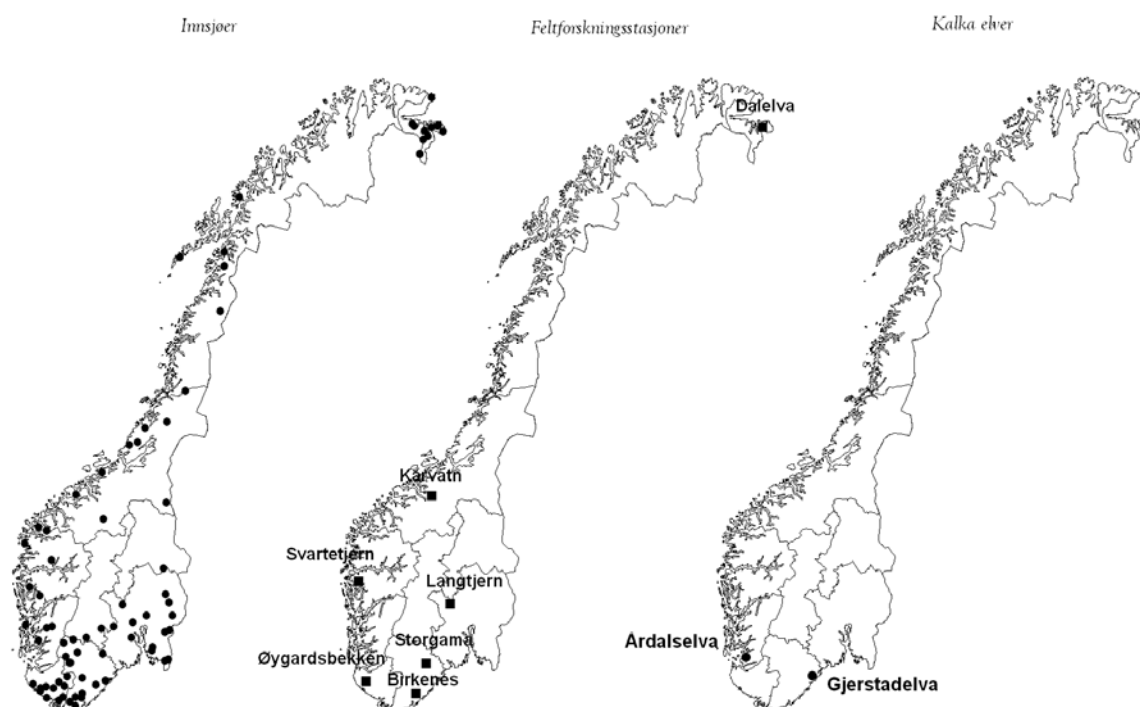 Innsjøer
Feltforskningsstasjoner
Kalka elver
Dalelva
Kårvatn
Svartetjern
Langtjern
Storgama
Øygardsbekken
Birkenes
Årdalselva
Gjerstadelva